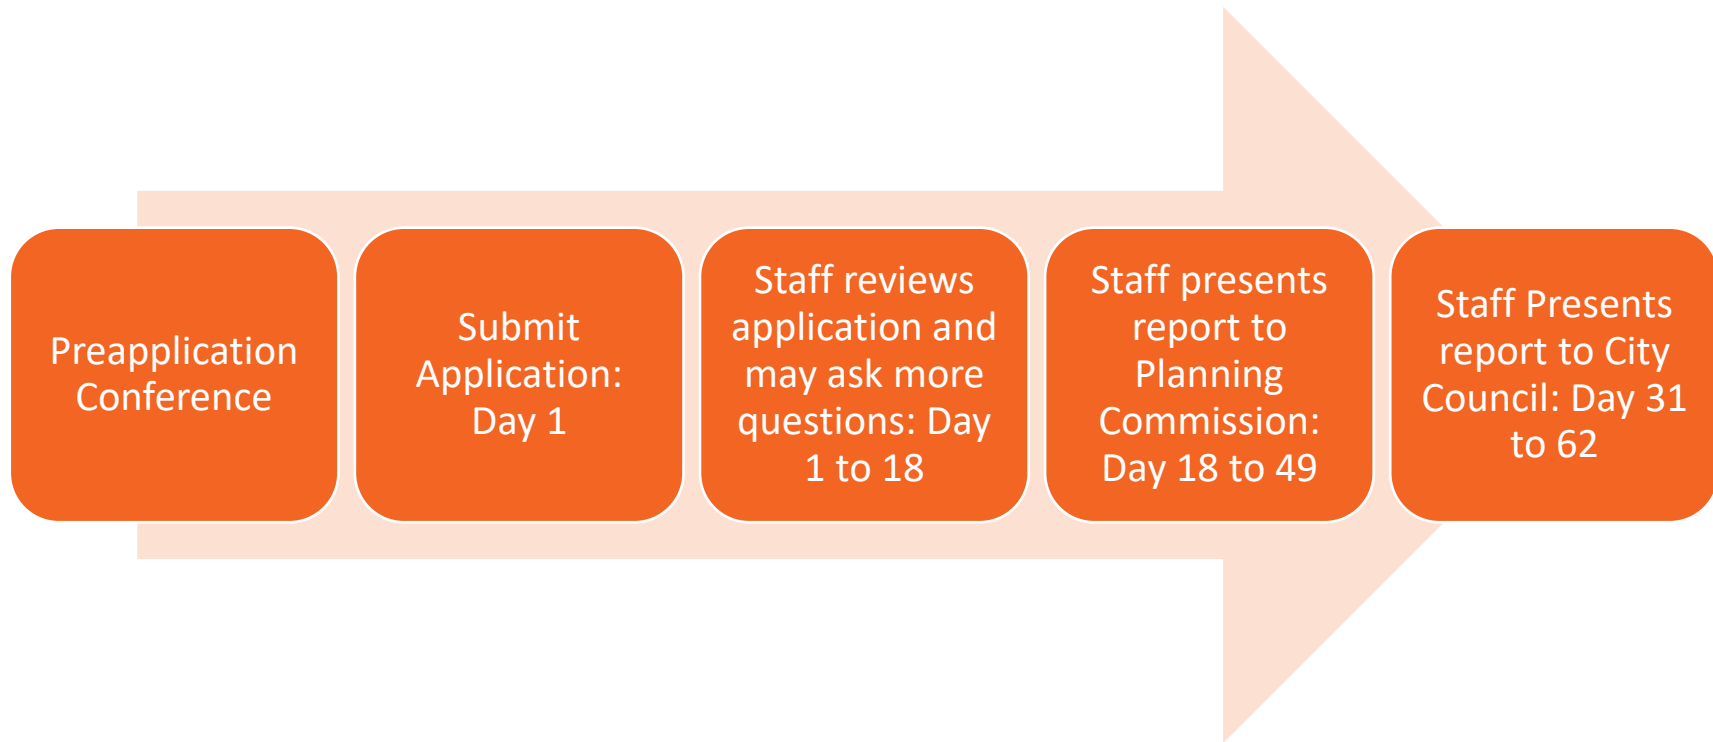 Preapplication
Conference
Submit
Application:
Day 1
Staff reviews
application and
may ask more
questions: Day
1 to 18
Staff presents
report to
Planning
Commission:
Day 18 to 49
Staff Presents
report to City
Council: Day 31
to 62